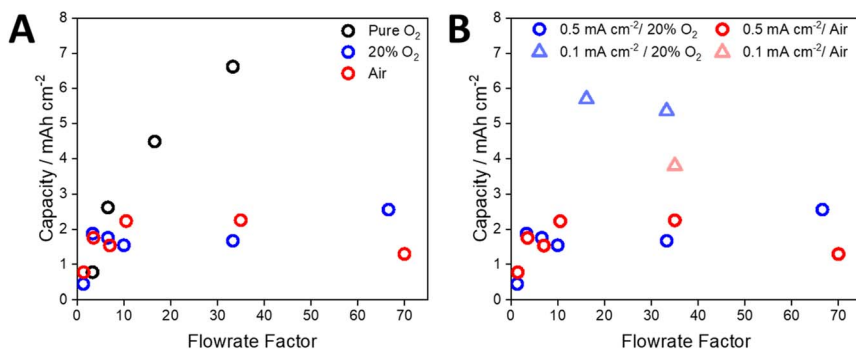 A
Capacity / mAh cm⁻²
8
7
6
5
4
3
2
1
0
0 10 20 30 40 50 60 70
Flowrate Factor
Pure O₂
20% O₂
Air
B
Capacity / mAh cm⁻²
8
7
6
5
4
3
2
1
0
0 10 20 30 40 50 60 70
Flowrate Factor
0.5 mA cm⁻²/ 20% O₂ 0.5 mA cm⁻²/ Air
0.1 mA cm⁻² / 20% O₂ 0.1 mA cm⁻²/ Air